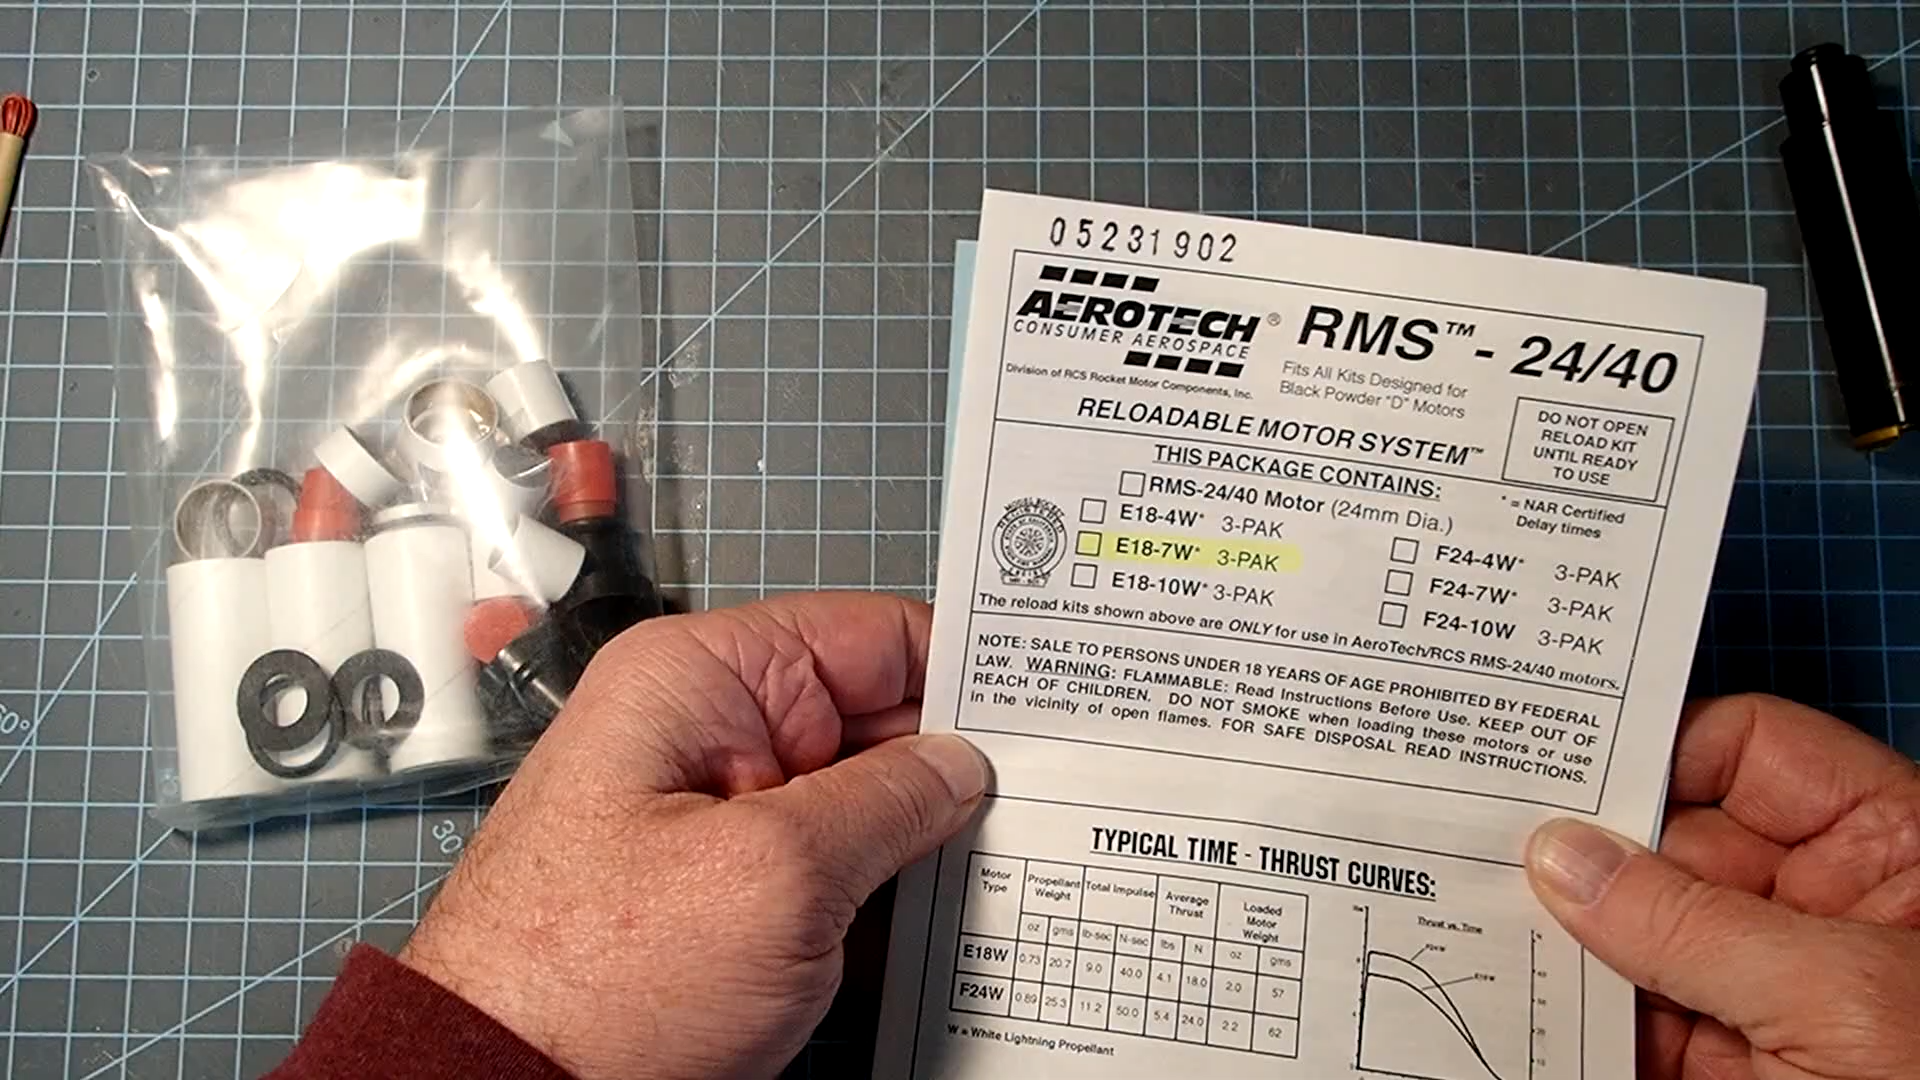 05231902
AEROTECH®
CONSUMER AEROSPACE
Division of RCS Rocket Motor Components, Inc.
RMS™- 24/40
Fits All Kits Designed for
Black Powder "D" Motors
RELOADABLE MOTOR SYSTEM™
DO NOT OPEN
RELOAD KIT
UNTIL READY
TO USE
THIS PACKAGE CONTAINS:
RMS-24/40 Motor (24mm Dia.)
* = NAR Certified
Delay times
E18-4W* 3-PAK
E18-7W* 3-PAK
E18-10W* 3-PAK
F24-4W* 3-PAK
F24-7W* 3-PAK
F24-10W 3-PAK
The reload kits shown above are ONLY for use in AeroTech/RCS RMS-24/40 motors.
NOTE: SALE TO PERSONS UNDER 18 YEARS OF AGE PROHIBITED BY FEDERAL
LAW. WARNING: FLAMMABLE: Read Instructions Before Use. KEEP OUT OF
REACH OF CHILDREN. DO NOT SMOKE when loading these motors or use
in the vicinity of open flames. FOR SAFE DISPOSAL READ INSTRUCTIONS.
TYPICAL TIME - THRUST CURVES:
Motor Type Propellant Weight Total Impulse Average Thrust Loaded Motor Weight
oz gms lb-sec N-sec lbs N oz gms
E18W 0.73 20.7 9.0 40.0 4.1 18.0 2.0 57
F24W 0.89 25.3 11.2 50.0 5.4 24.0 2.2 62
W = White Lightning Propellant
Thrust vs. Time
F24W
E18W
30
60°